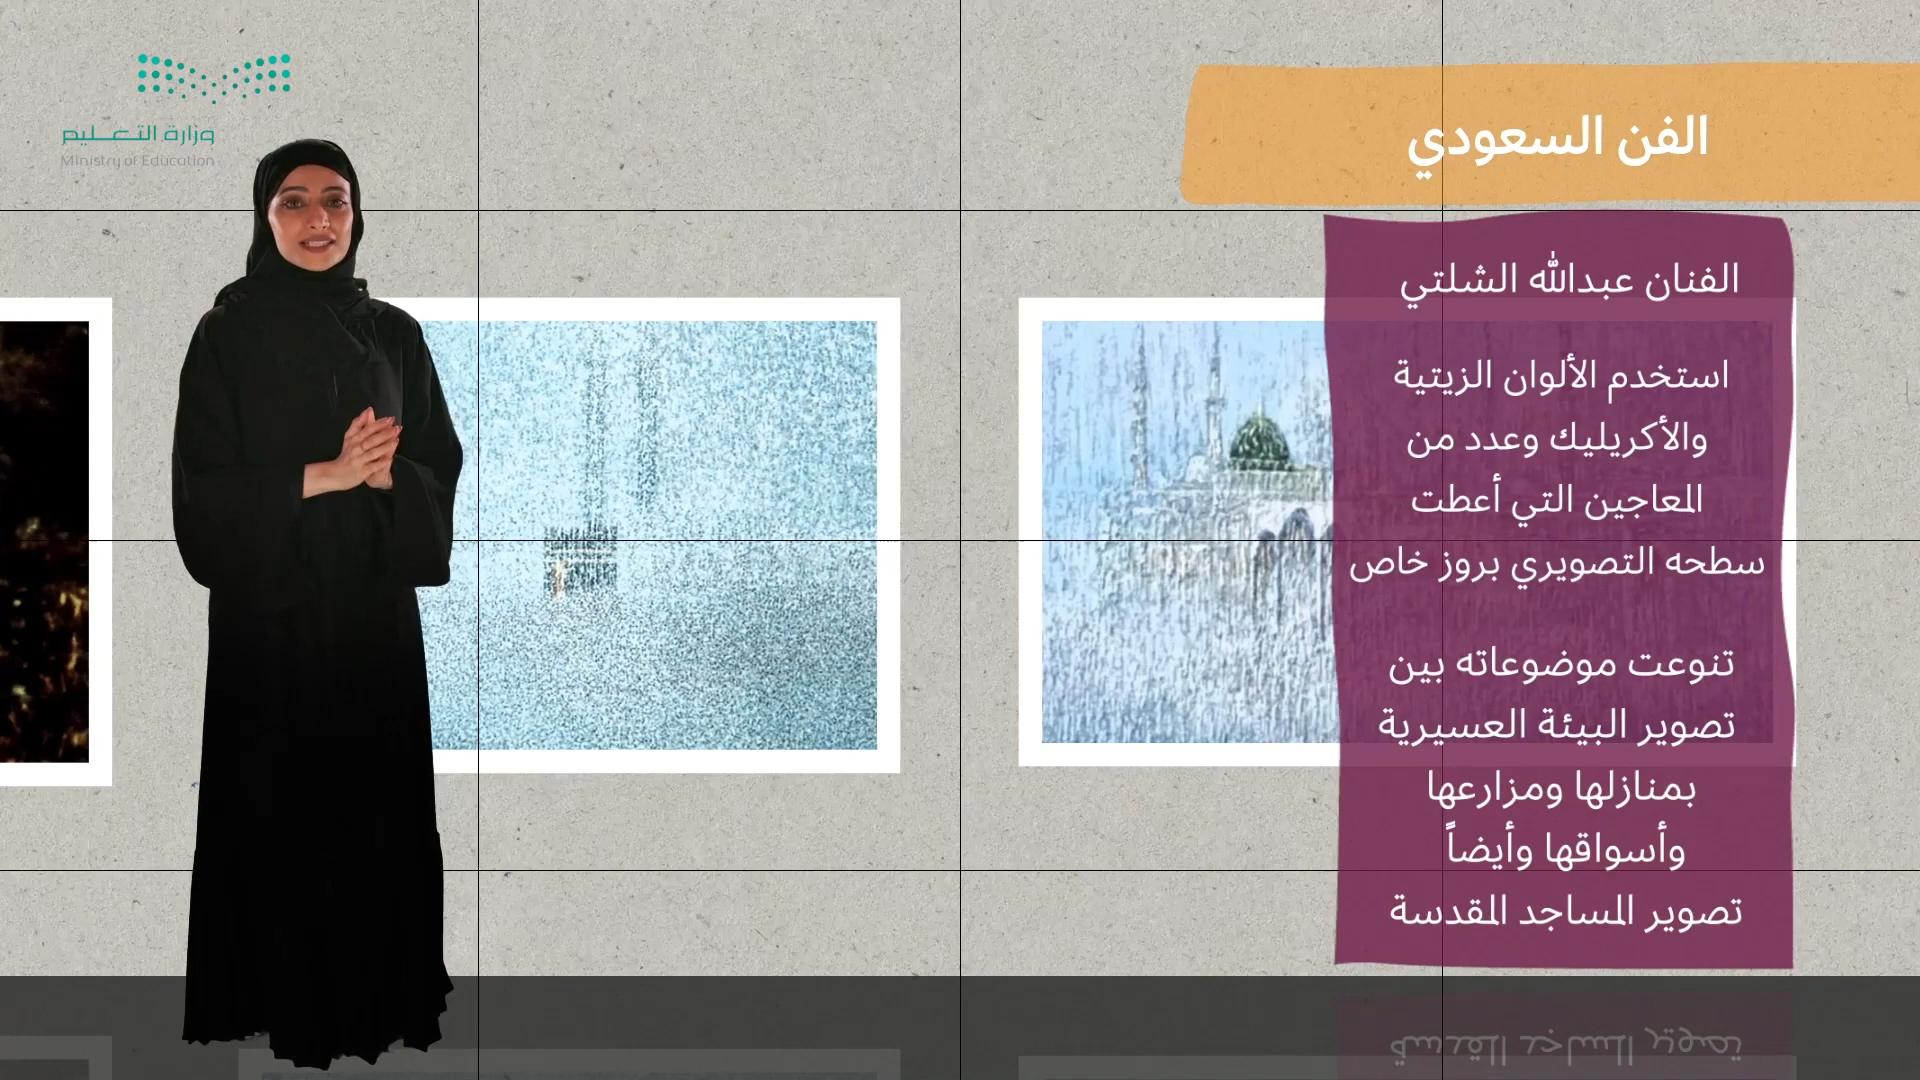 وزارة التعليم
Ministry of Education
الفن السعودي
الفنان عبدالله الشلتي
استخدم الألوان الزيتية
والأكريليك وعدد من
المعاجين التي أعطت
سطحه التصويري بروز خاص
تنوعت موضوعاته بين
تصوير البيئة العسيرية
بمنازلها ومزارعها
وأسواقها وأيضاً
تصوير المساجد المقدسة